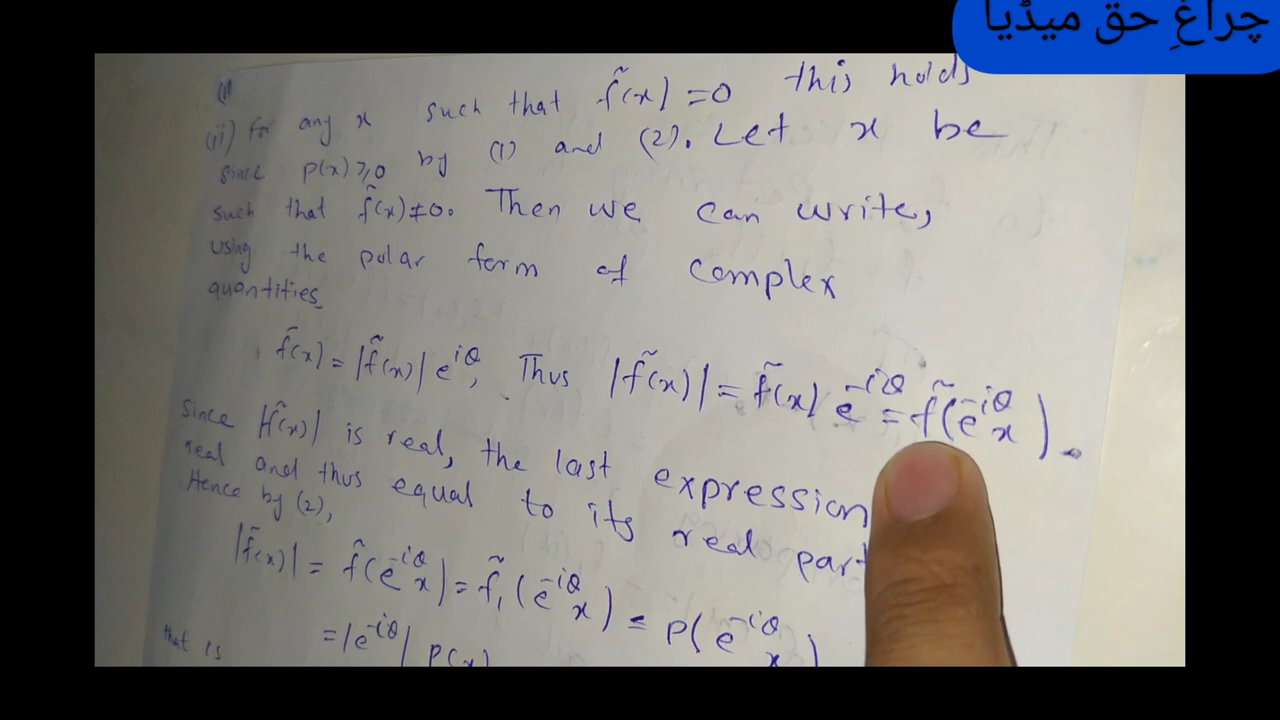 چراغِ حق میڈیا
(ii) For any x such that f̃(x)=0 this holds
since p(x)≥0 by (1) and (2). Let x be
such that f̃(x)≠0. Then we can write,
using the polar form of complex
quantities,
f̃(x) = |f̃(x)| e^{iθ}, Thus |f̃(x)| = f̃(x) e^{-iθ} = f̃(e^{-iθ}x).
Since |f̃(x)| is real, the last expression
real and thus equal to its real part
Hence by (2),
|f̃(x)| = f̃(e^{-iθ}x) = f̃₁(e^{-iθ}x) = p(e^{-iθ}x)
= |e^{-iθ}| p(x)
that is